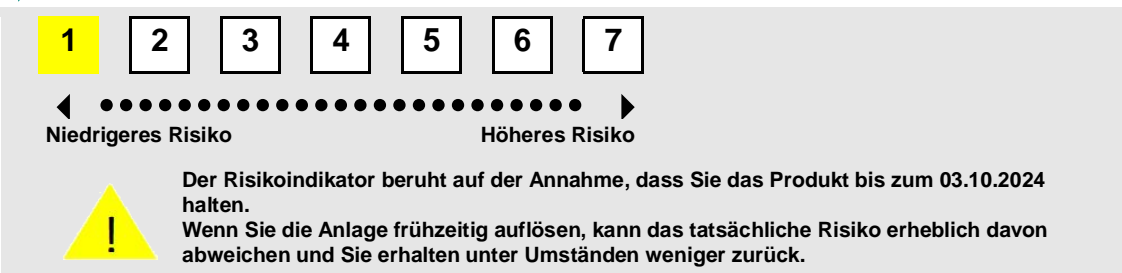 1 2 3 4 5 6 7
Niedrigeres Risiko Höheres Risiko
Der Risikoindikator beruht auf der Annahme, dass Sie das Produkt bis zum 03.10.2024
halten.
Wenn Sie die Anlage frühzeitig auflösen, kann das tatsächliche Risiko erheblich davon
abweichen und Sie erhalten unter Umständen weniger zurück.
!